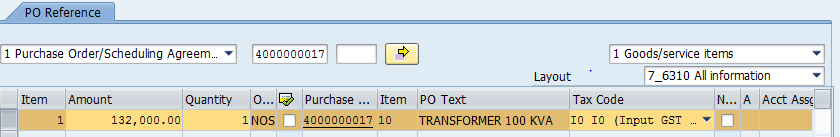 PO Reference
1 Purchase Order/Scheduling Agreem... 4000000017 1 Goods/service items
Layout 7_6310 All information
Item Amount Quantity O... Purchase ... Item PO Text Tax Code N... A Acct Assg
1 132,000.00 1 NOS 4000000017 10 TRANSFORMER 100 KVA I0 I0 (Input GST ...